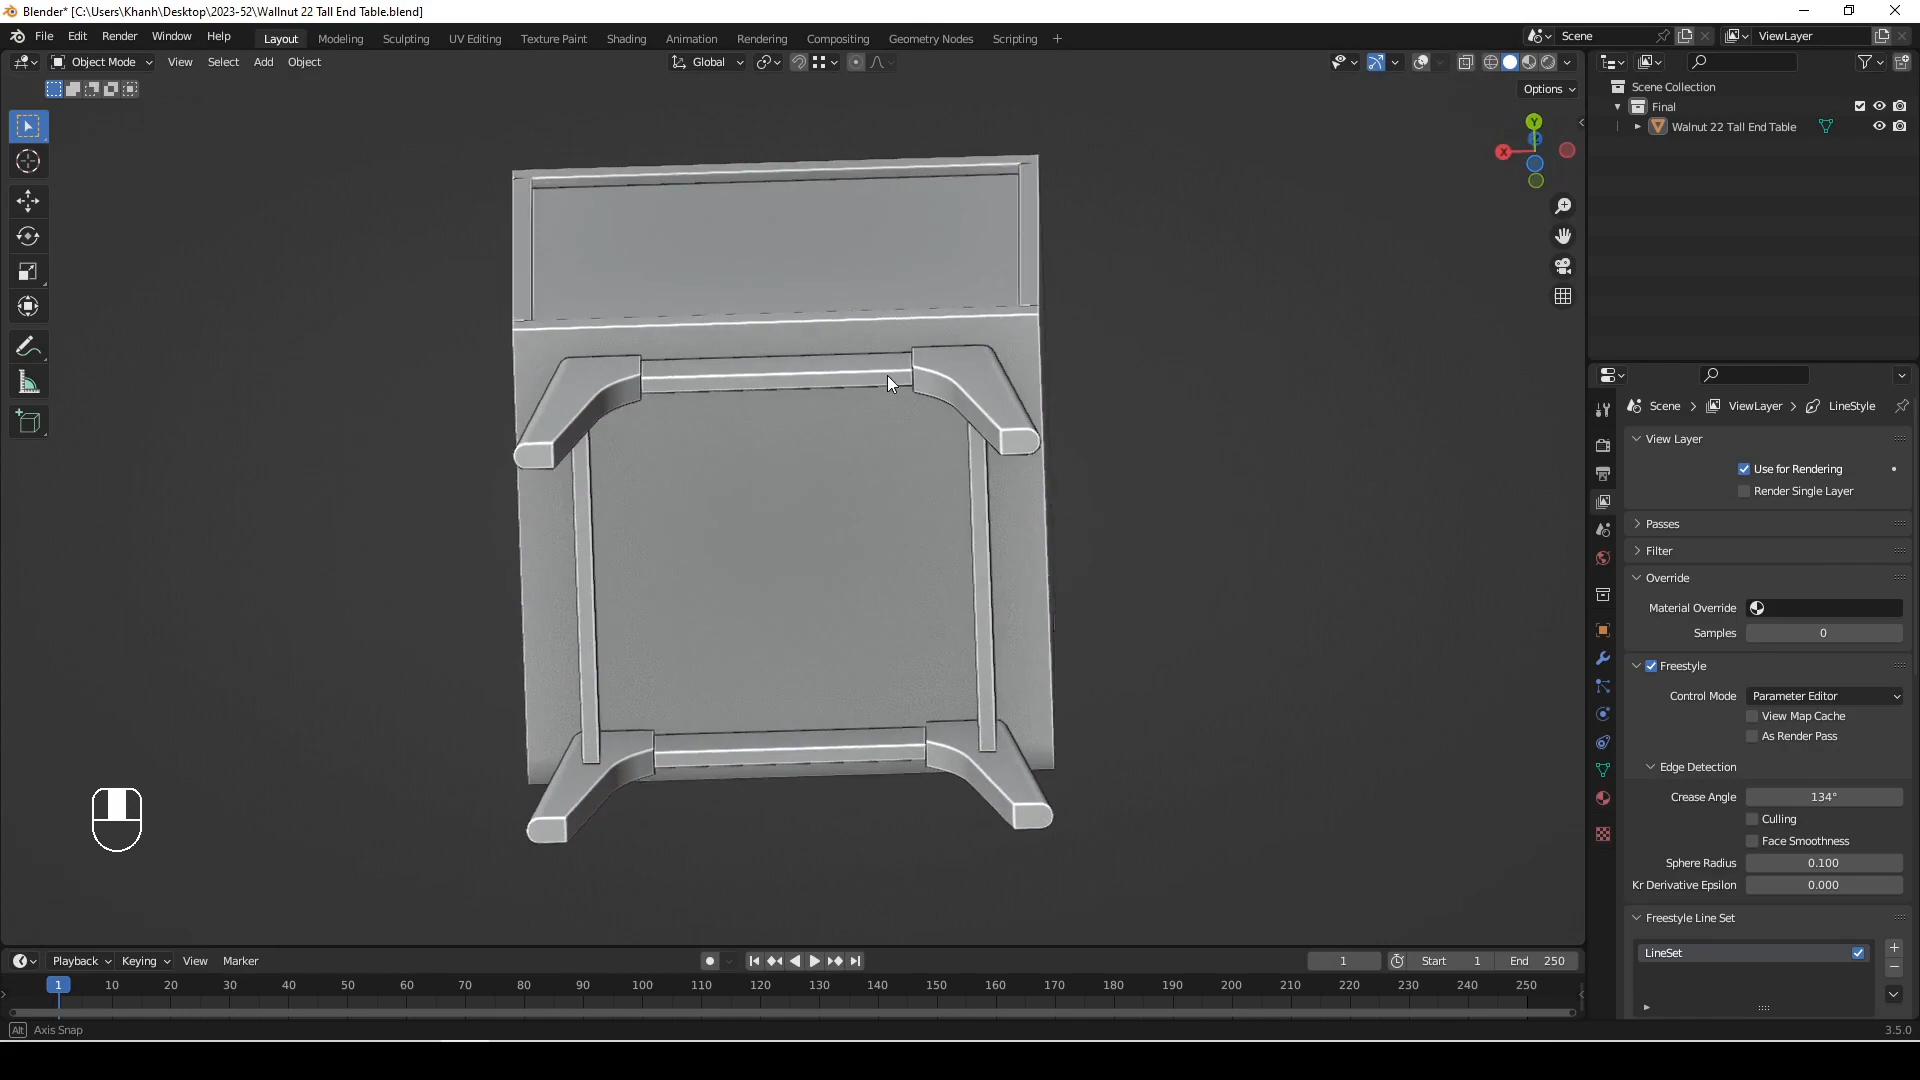 Blender* [C:\Users\Khanh\Desktop\2023-52\Wallnut 22 Tall End Table.blend]
File Edit Render Window Help Layout Modeling Sculpting UV Editing Texture Paint Shading Animation Rendering Compositing Geometry Nodes Scripting + Scene ViewLayer
Object Mode View Select Add Object Global
Options
Scene Collection
Final
Walnut 22 Tall End Table
Y
X
Scene > ViewLayer > LineStyle
View Layer
Use for Rendering
Render Single Layer
Passes
Filter
Override
Material Override
Samples 0
Freestyle
Control Mode Parameter Editor
View Map Cache
As Render Pass
Edge Detection
Crease Angle 134°
Culling
Face Smoothness
Sphere Radius 0.100
Kr Derivative Epsilon 0.000
Freestyle Line Set
LineSet
Playback Keying View Marker 1 Start 1 End 250
1 10 20 30 40 50 60 70 80 90 100 110 120 130 140 150 160 170 180 190 200 210 220 230 240 250
Alt Axis Snap 3.5.0